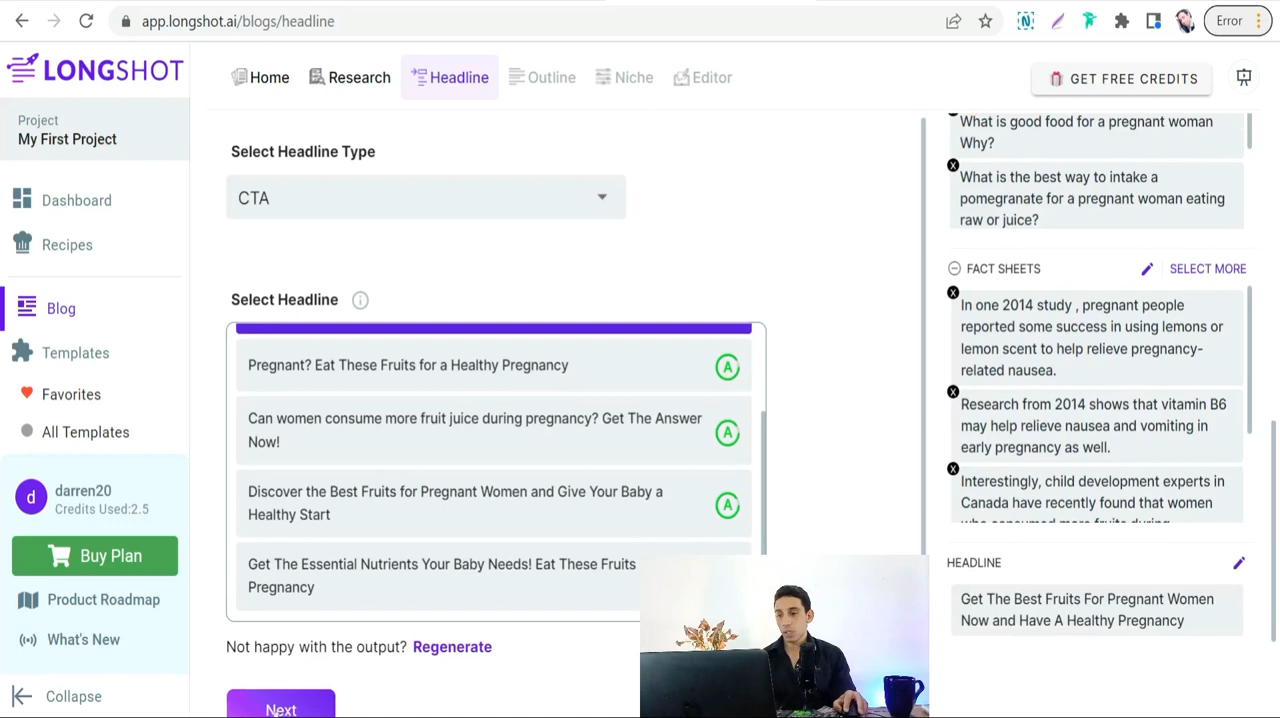 app.longshot.ai/blogs/headline
Error
LONGSHOT
Home
Research
Headline
Outline
Niche
Editor
GET FREE CREDITS
Project
My First Project
Dashboard
Recipes
Blog
Templates
Favorites
All Templates
d
darren20
Credits Used:2.5
Buy Plan
Product Roadmap
What's New
Collapse
Select Headline Type
CTA
Select Headline
Pregnant? Eat These Fruits for a Healthy Pregnancy
A
Can women consume more fruit juice during pregnancy? Get The Answer
Now!
A
Discover the Best Fruits for Pregnant Women and Give Your Baby a
Healthy Start
A
Get The Essential Nutrients Your Baby Needs! Eat These Fruits
Pregnancy
Not happy with the output? Regenerate
Next
What is good food for a pregnant woman
Why?
X
What is the best way to intake a
pomegranate for a pregnant woman eating
raw or juice?
FACT SHEETS
SELECT MORE
X
In one 2014 study , pregnant people
reported some success in using lemons or
lemon scent to help relieve pregnancy-
related nausea.
X
Research from 2014 shows that vitamin B6
may help relieve nausea and vomiting in
early pregnancy as well.
X
Interestingly, child development experts in
Canada have recently found that women
who consumed more fruits during
HEADLINE
Get The Best Fruits For Pregnant Women
Now and Have A Healthy Pregnancy